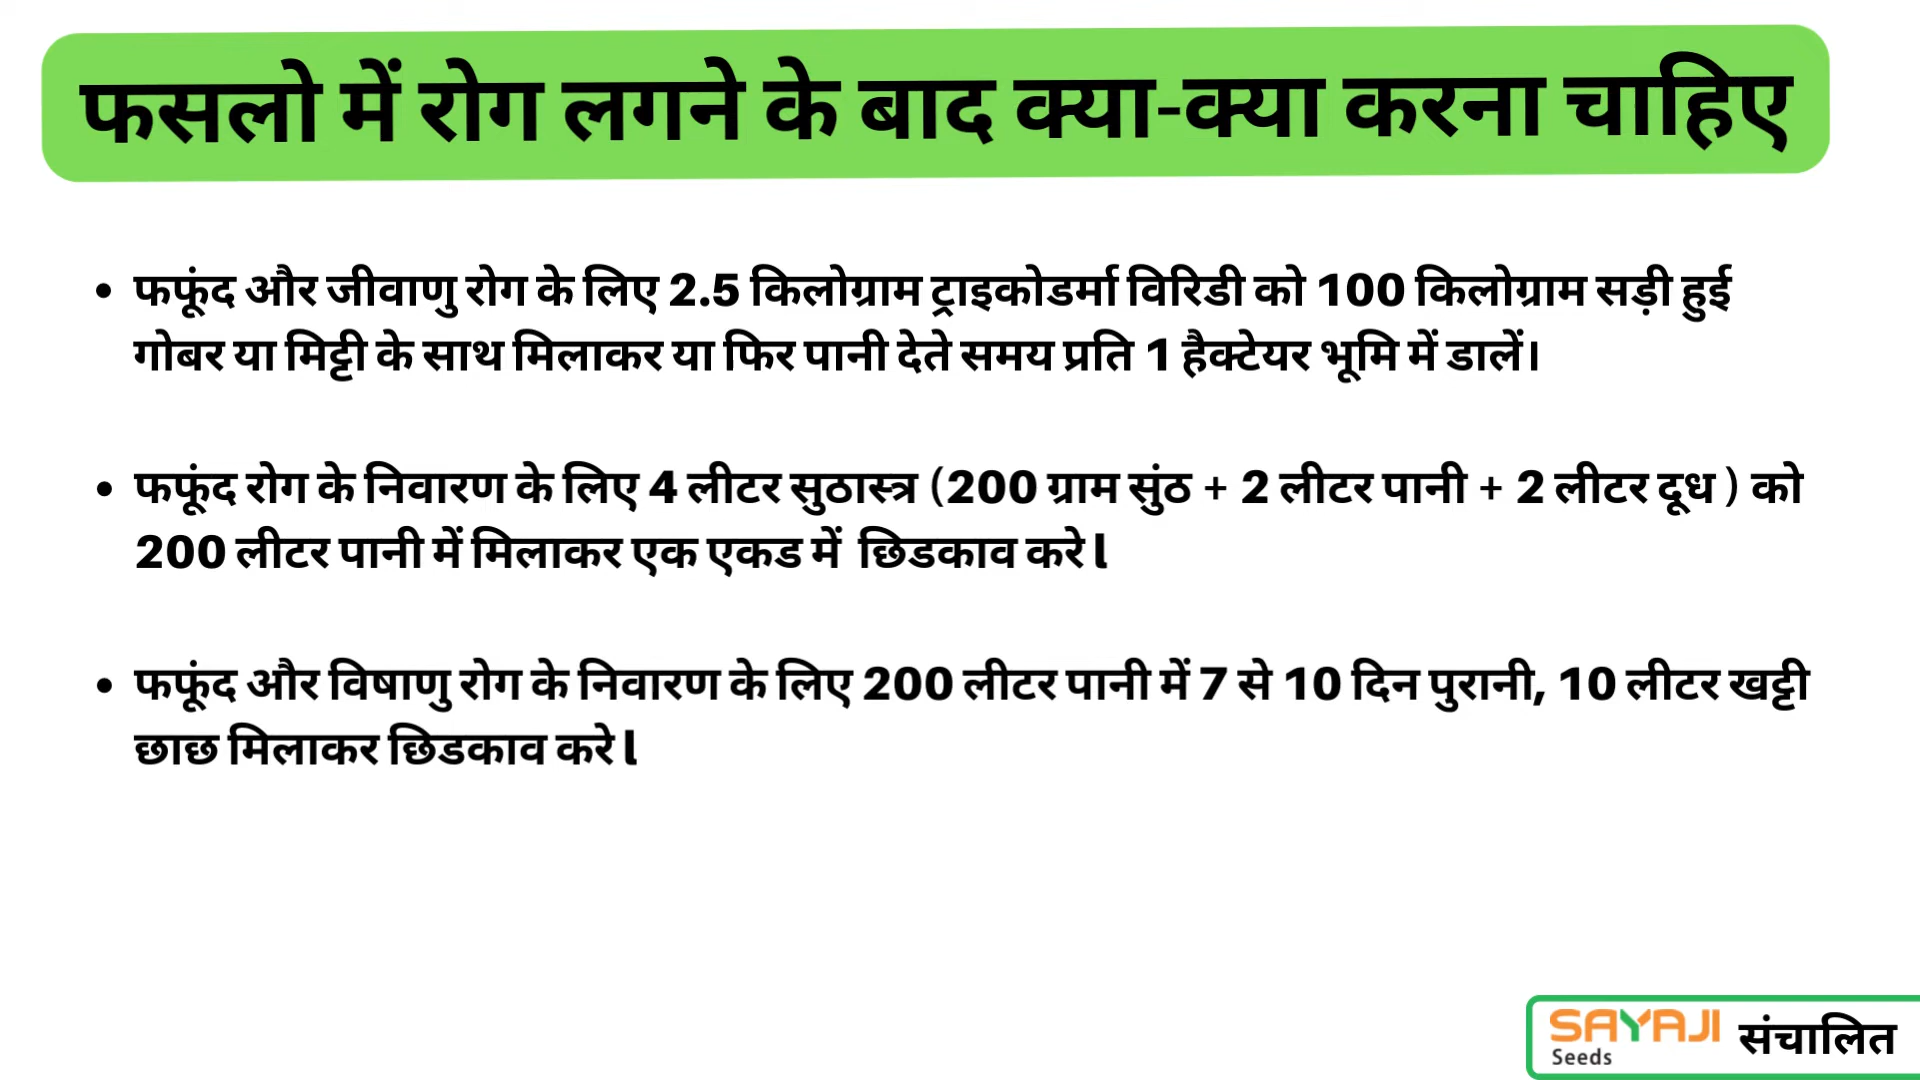 फसलो में रोग लगने के बाद क्या-क्या करना चाहिए
• फफूंद और जीवाणु रोग के लिए 2.5 किलोग्राम ट्राइकोडर्मा विरिडी को 100 किलोग्राम सड़ी हुई
गोबर या मिट्टी के साथ मिलाकर या फिर पानी देते समय प्रति 1 हैक्टेयर भूमि में डालें।
• फफूंद रोग के निवारण के लिए 4 लीटर सुठास्त्र (200 ग्राम सुंठ + 2 लीटर पानी + 2 लीटर दूध ) को
200 लीटर पानी में मिलाकर एक एकड में छिडकाव करे l
• फफूंद और विषाणु रोग के निवारण के लिए 200 लीटर पानी में 7 से 10 दिन पुरानी, 10 लीटर खट्टी
छाछ मिलाकर छिडकाव करे l
SAYAJI
Seeds
संचालित